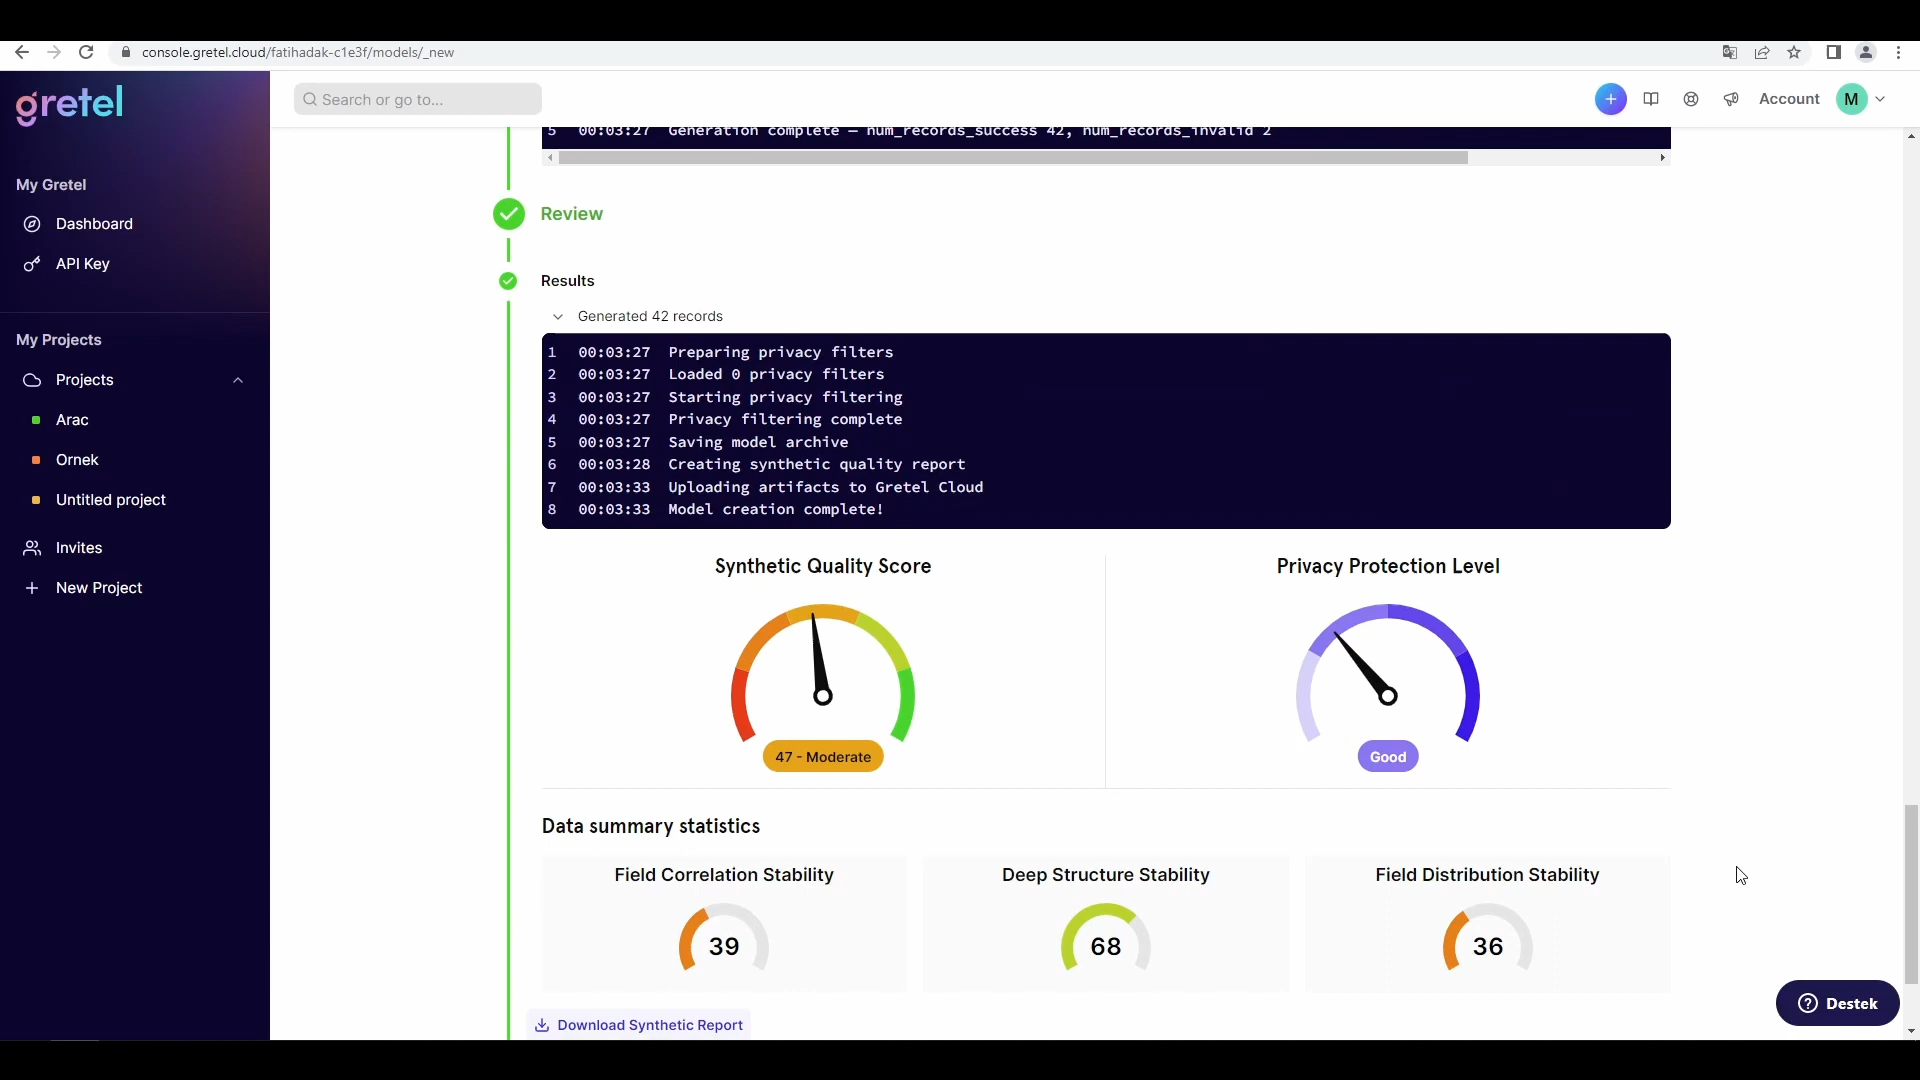 console.gretel.cloud/fatihadak-c1e3f/models/_new
gretel
Search or go to...
Account
M
My Gretel
Dashboard
API Key
My Projects
Projects
Arac
Ornek
Untitled project
Invites
New Project
5 00:03:27 Generation complete — num_records_success 42, num_records_invalid 2
Review
Results
Generated 42 records
1 00:03:27 Preparing privacy filters
2 00:03:27 Loaded 0 privacy filters
3 00:03:27 Starting privacy filtering
4 00:03:27 Privacy filtering complete
5 00:03:27 Saving model archive
6 00:03:28 Creating synthetic quality report
7 00:03:33 Uploading artifacts to Gretel Cloud
8 00:03:33 Model creation complete!
Synthetic Quality Score
47 - Moderate
Privacy Protection Level
Good
Data summary statistics
Field Correlation Stability
39
Deep Structure Stability
68
Field Distribution Stability
36
Download Synthetic Report
Destek